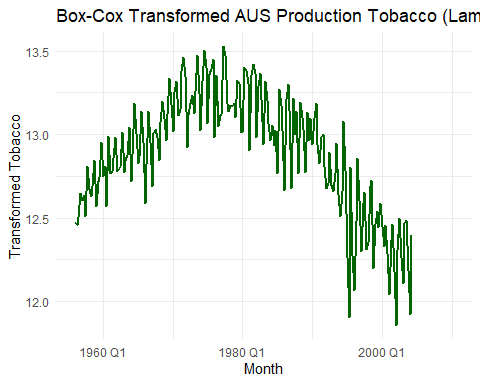 Box-Cox Transformed AUS Production Tobacco (Lam
13.5
13.0
12.5
12.0
Transformed Tobacco
1960 Q1 1980 Q1 2000 Q1
Month